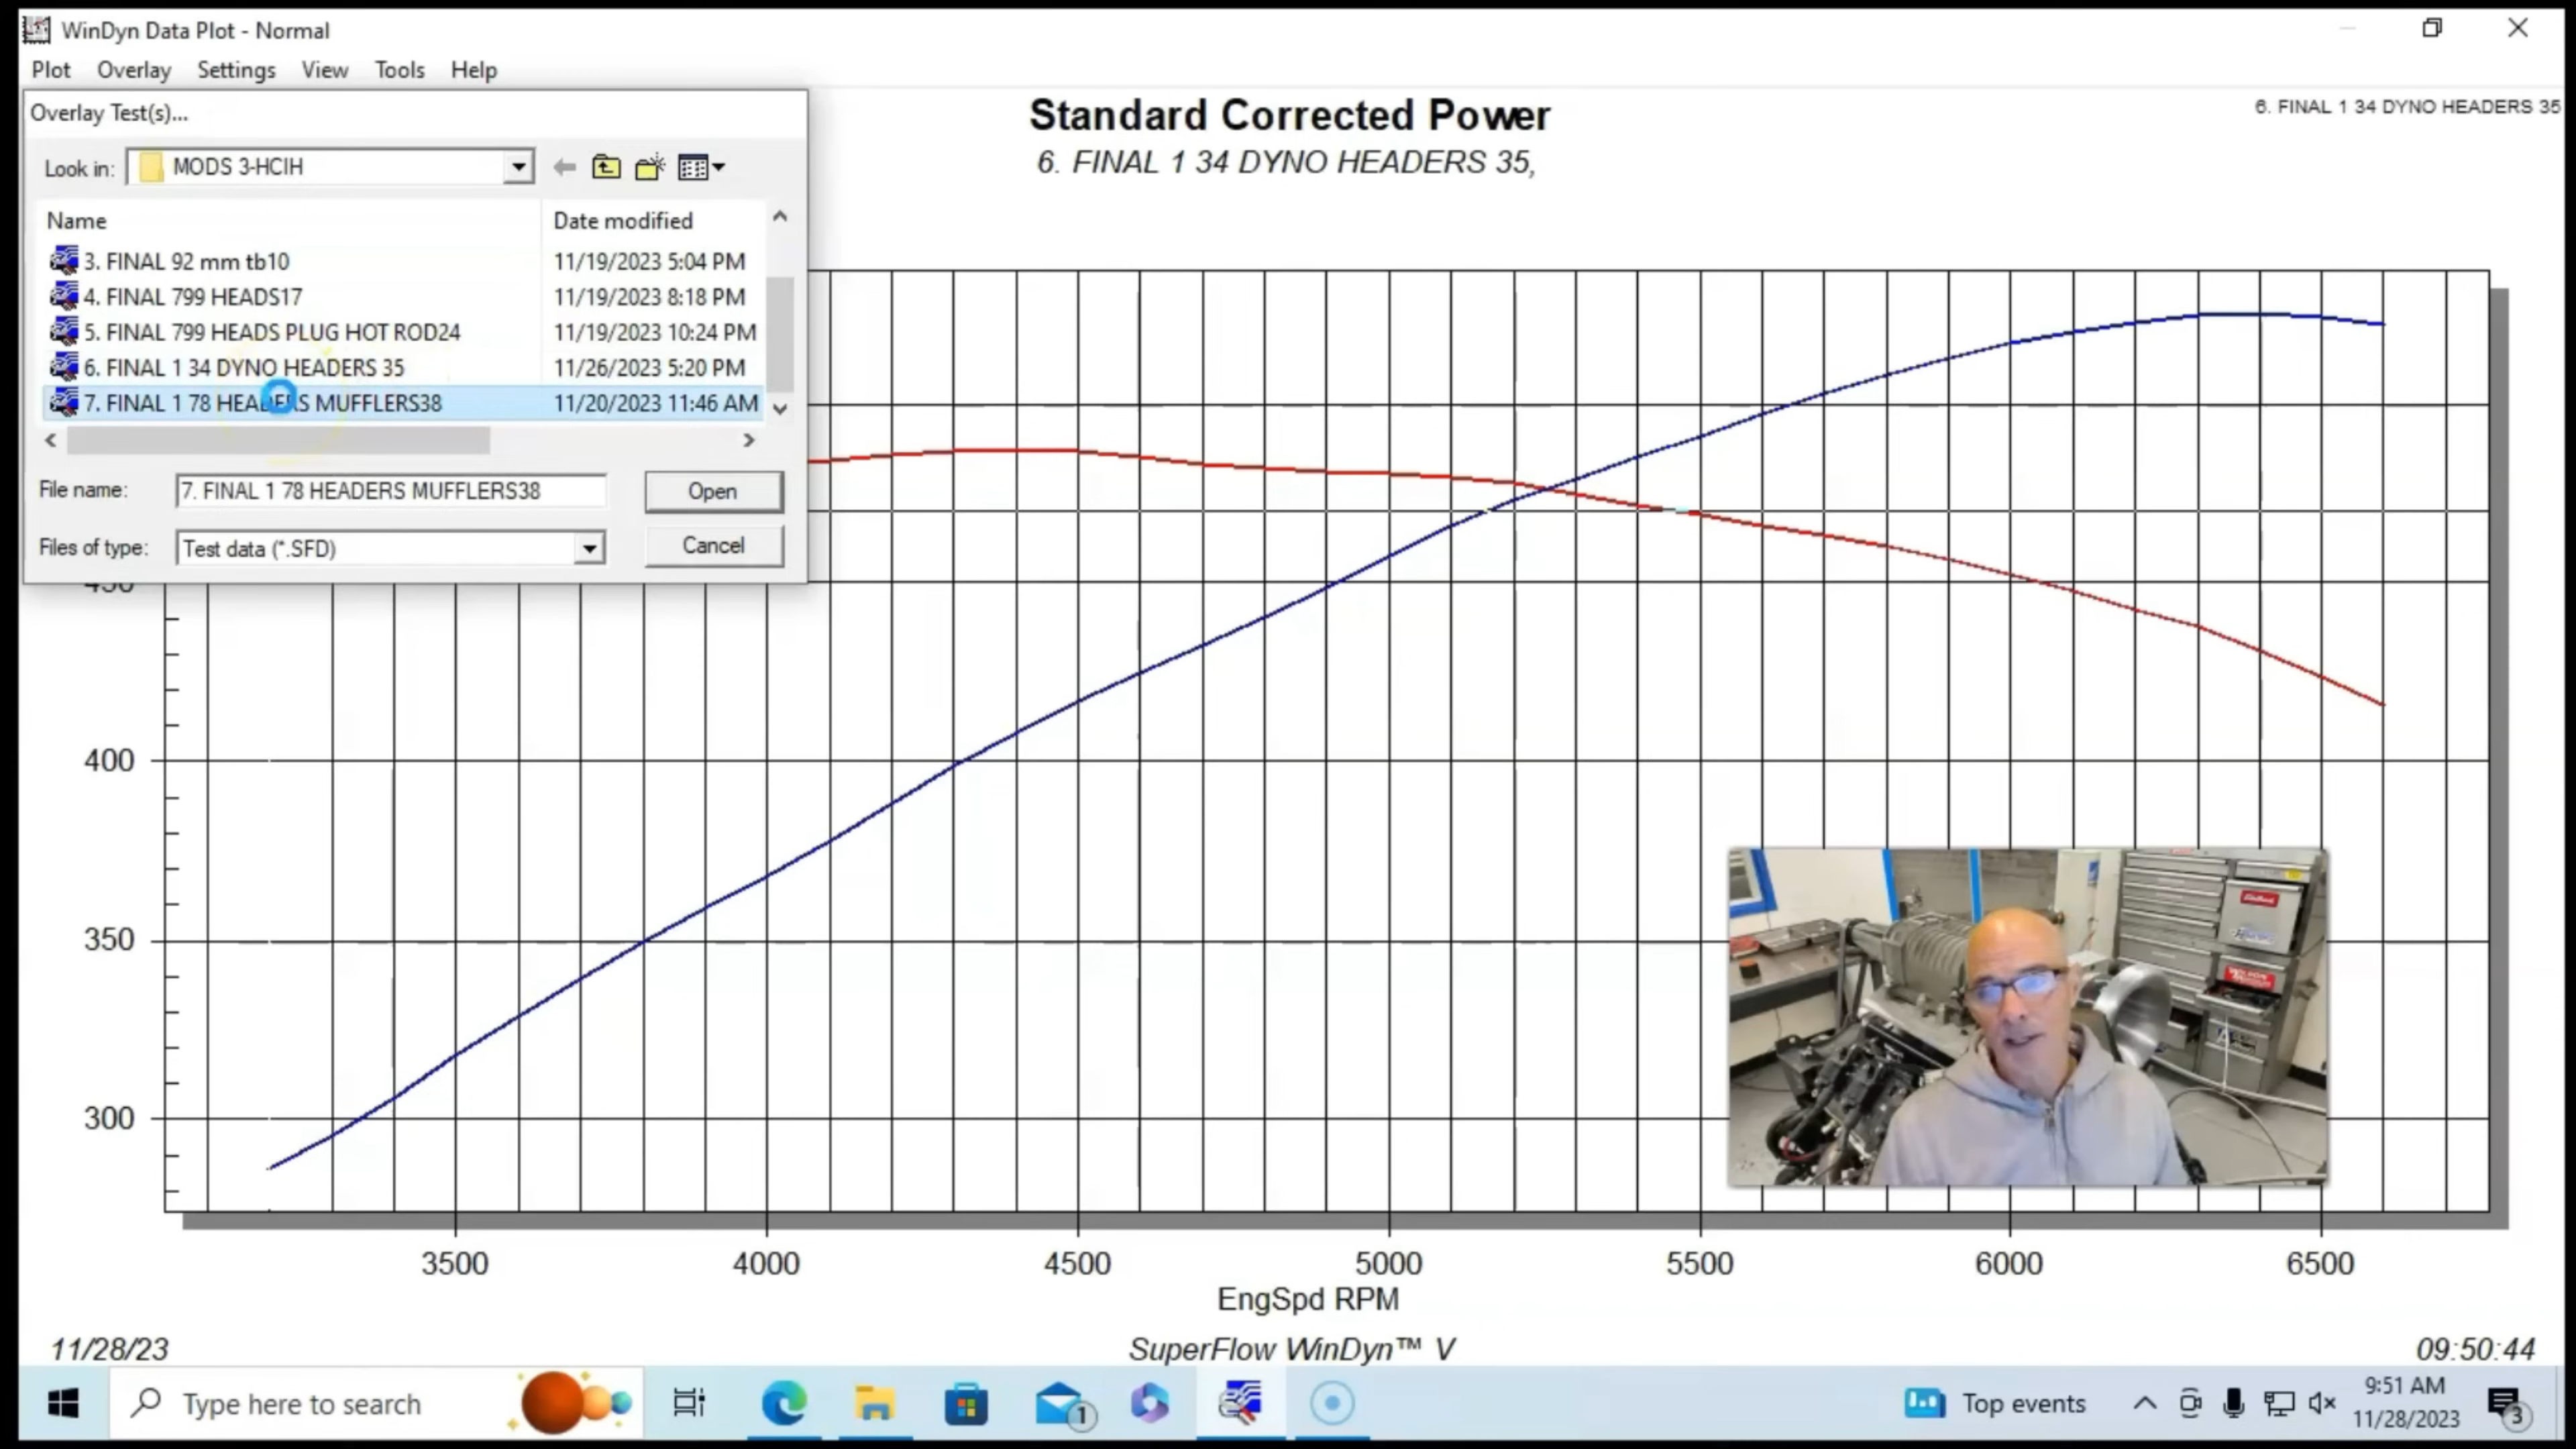 WinDyn Data Plot - Normal
Plot Overlay Settings View Tools Help
Overlay Test(s)...
Look in: MODS 3-HCIH
Name Date modified
3. FINAL 92 mm tb10 11/19/2023 5:04 PM
4. FINAL 799 HEADS17 11/19/2023 8:18 PM
5. FINAL 799 HEADS PLUG HOT ROD24 11/19/2023 10:24 PM
6. FINAL 1 34 DYNO HEADERS 35 11/26/2023 5:20 PM
7. FINAL 1 78 HEADERS MUFFLERS38 11/20/2023 11:46 AM
File name: 7. FINAL 1 78 HEADERS MUFFLERS38 Open
Files of type: Test data (*.SFD) Cancel
Standard Corrected Power
6. FINAL 1 34 DYNO HEADERS 35,
6. FINAL 1 34 DYNO HEADERS 35
450
400
350
300
3500 4000 4500 5000 5500 6000 6500
EngSpd RPM
11/28/23 SuperFlow WinDyn™ V 09:50:44
Type here to search
1
Top events
9:51 AM
11/28/2023
3